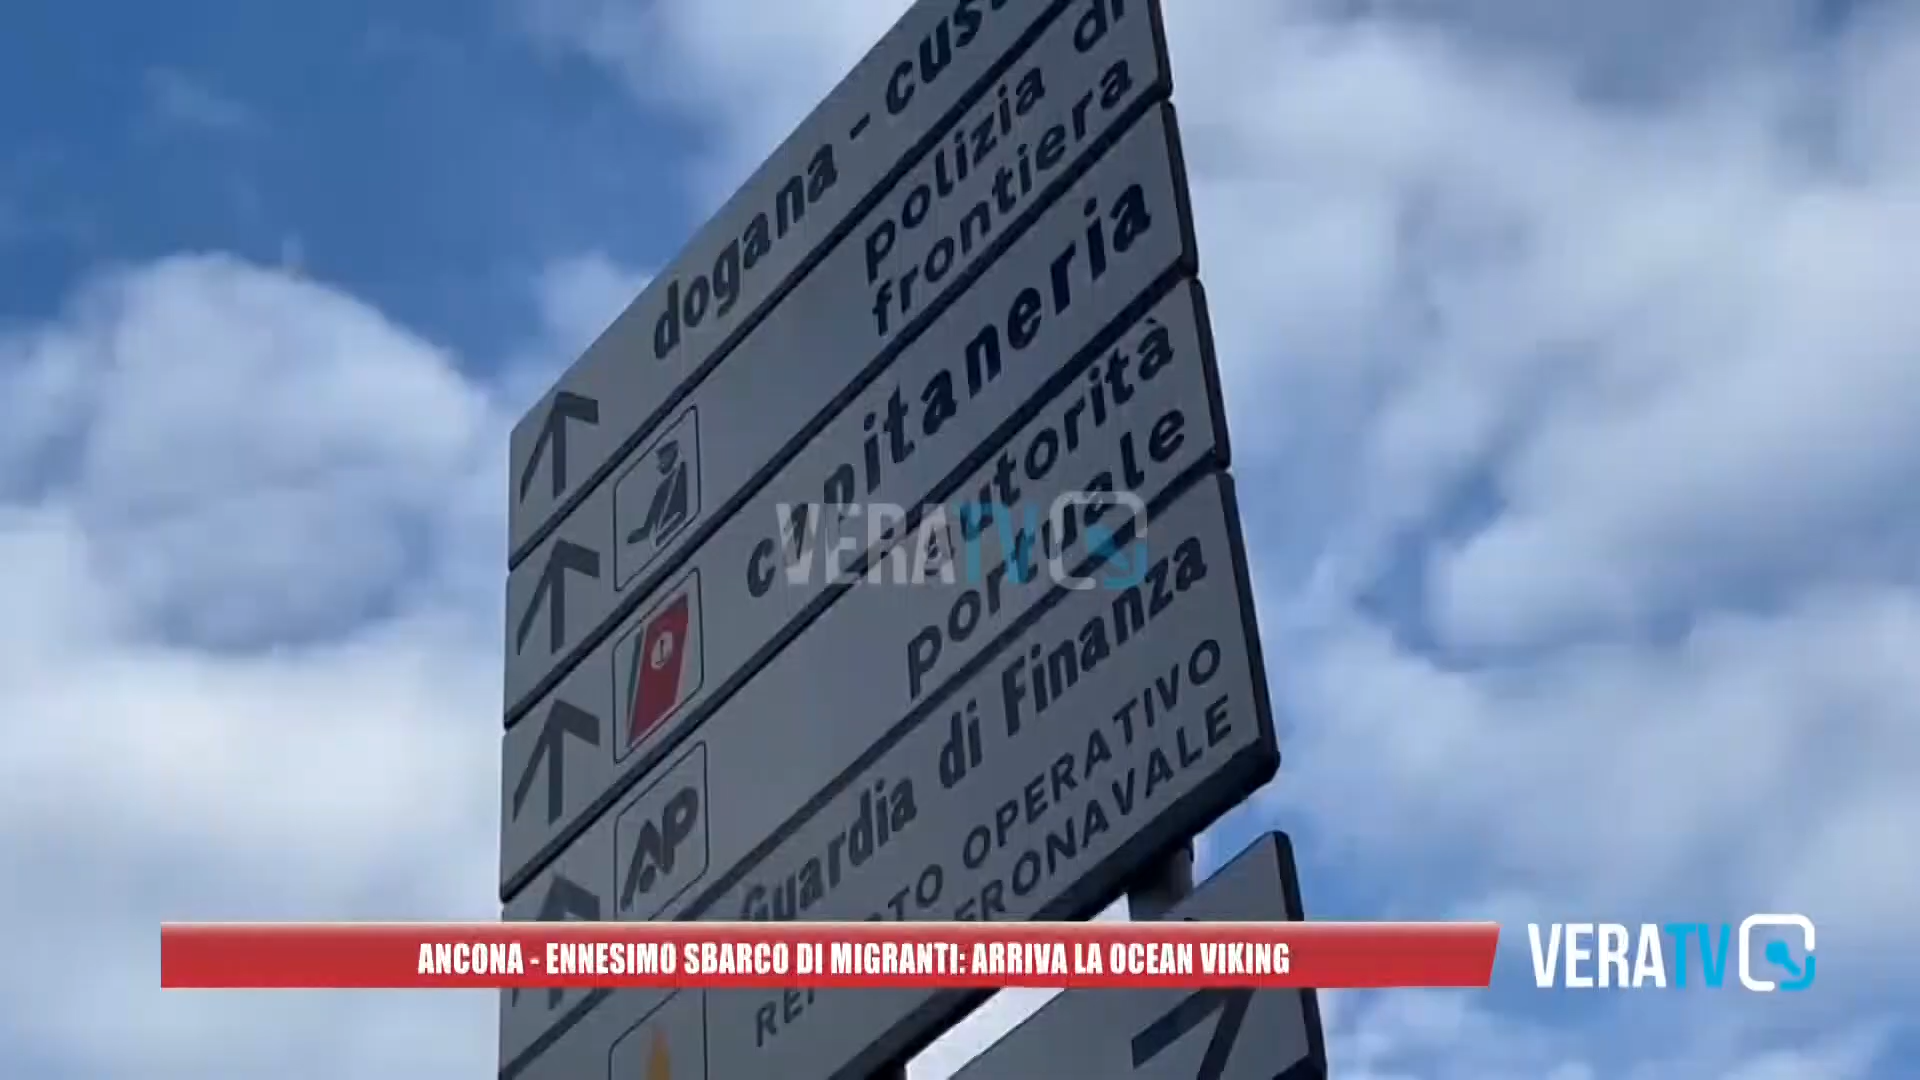 dogana - cus
polizia di
frontiera
capitaneria
autorità
portuale
AP
Guardia di Finanza
OPERATIVO
VERATV
ANCONA - ENNESIMO SBARCO DI MIGRANTI: ARRIVA LA OCEAN VIKING
VERATV